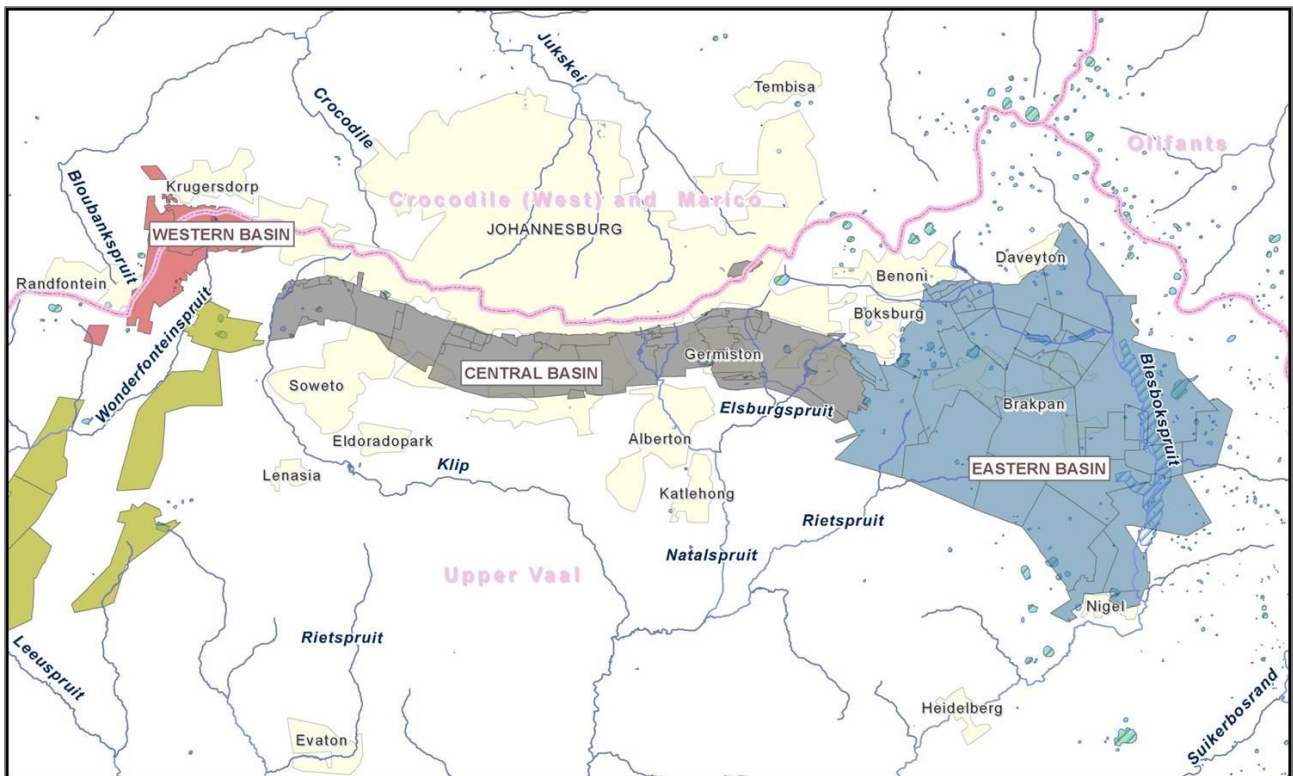 Jukskei
Tembisa
Crocodile
Olifants
Bloubankspruit
Krugersdorp
Crocodile (West) and Marico
JOHANNESBURG
WESTERN BASIN
Randfontein
Benoni
Daveyton
Boksburg
Wonderfonteinspruit
Germiston
CENTRAL BASIN
Soweto
Elsburgspruit
Brakpan
Blesbokspruit
Eldoradopark
Alberton
Lenasia
Klip
EASTERN BASIN
Katlehong
Rietspruit
Natalspruit
Upper Vaal
Nigel
Rietspruit
Leeuspruit
Heidelberg
Suikerbosrand
Evaton